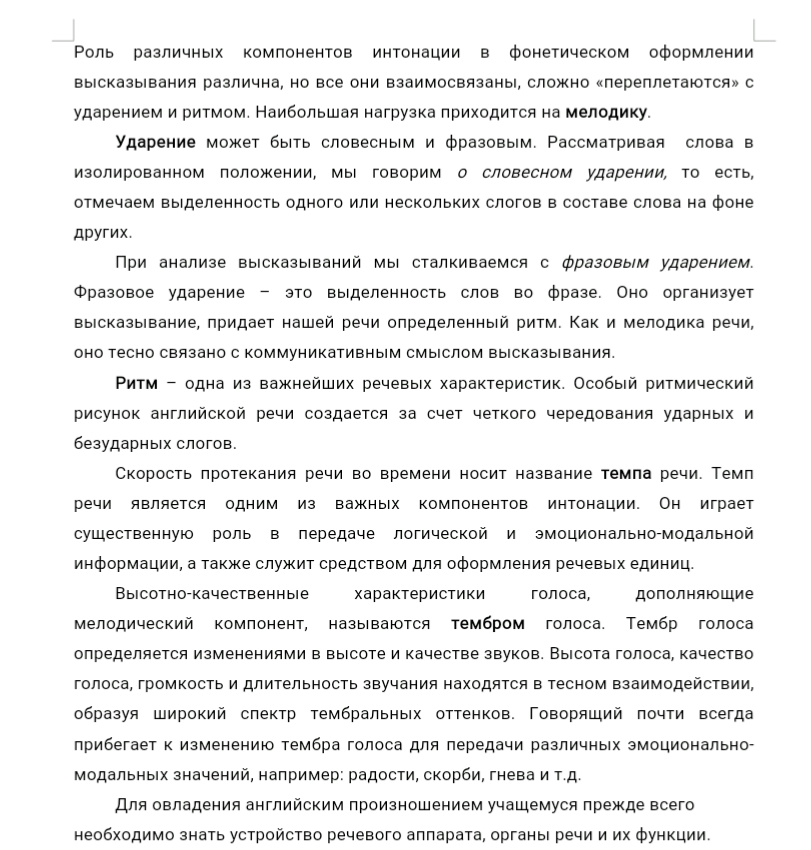 Роль различных компонентов интонации в фонетическом оформлении
высказывания различна, но все они взаимосвязаны, сложно «переплетаются» с
ударением и ритмом. Наибольшая нагрузка приходится на мелодику.
Ударение может быть словесным и фразовым. Рассматривая слова в
изолированном положении, мы говорим о словесном ударении, то есть,
отмечаем выделенность одного или нескольких слогов в составе слова на фоне
других.
При анализе высказываний мы сталкиваемся с фразовым ударением.
Фразовое ударение – это выделенность слов во фразе. Оно организует
высказывание, придает нашей речи определенный ритм. Как и мелодика речи,
оно тесно связано с коммуникативным смыслом высказывания.
Ритм – одна из важнейших речевых характеристик. Особый ритмический
рисунок английской речи создается за счет четкого чередования ударных и
безударных слогов.
Скорость протекания речи во времени носит название темпа речи. Темп
речи является одним из важных компонентов интонации. Он играет
существенную роль в передаче логической и эмоционально-модальной
информации, а также служит средством для оформления речевых единиц.
Высотно-качественные характеристики голоса, дополняющие
мелодический компонент, называются тембром голоса. Тембр голоса
определяется изменениями в высоте и качестве звуков. Высота голоса, качество
голоса, громкость и длительность звучания находятся в тесном взаимодействии,
образуя широкий спектр тембральных оттенков. Говорящий почти всегда
прибегает к изменению тембра голоса для передачи различных эмоционально-
модальных значений, например: радости, скорби, гнева и т.д.
Для овладения английским произношением учащемуся прежде всего
необходимо знать устройство речевого аппарата, органы речи и их функции.